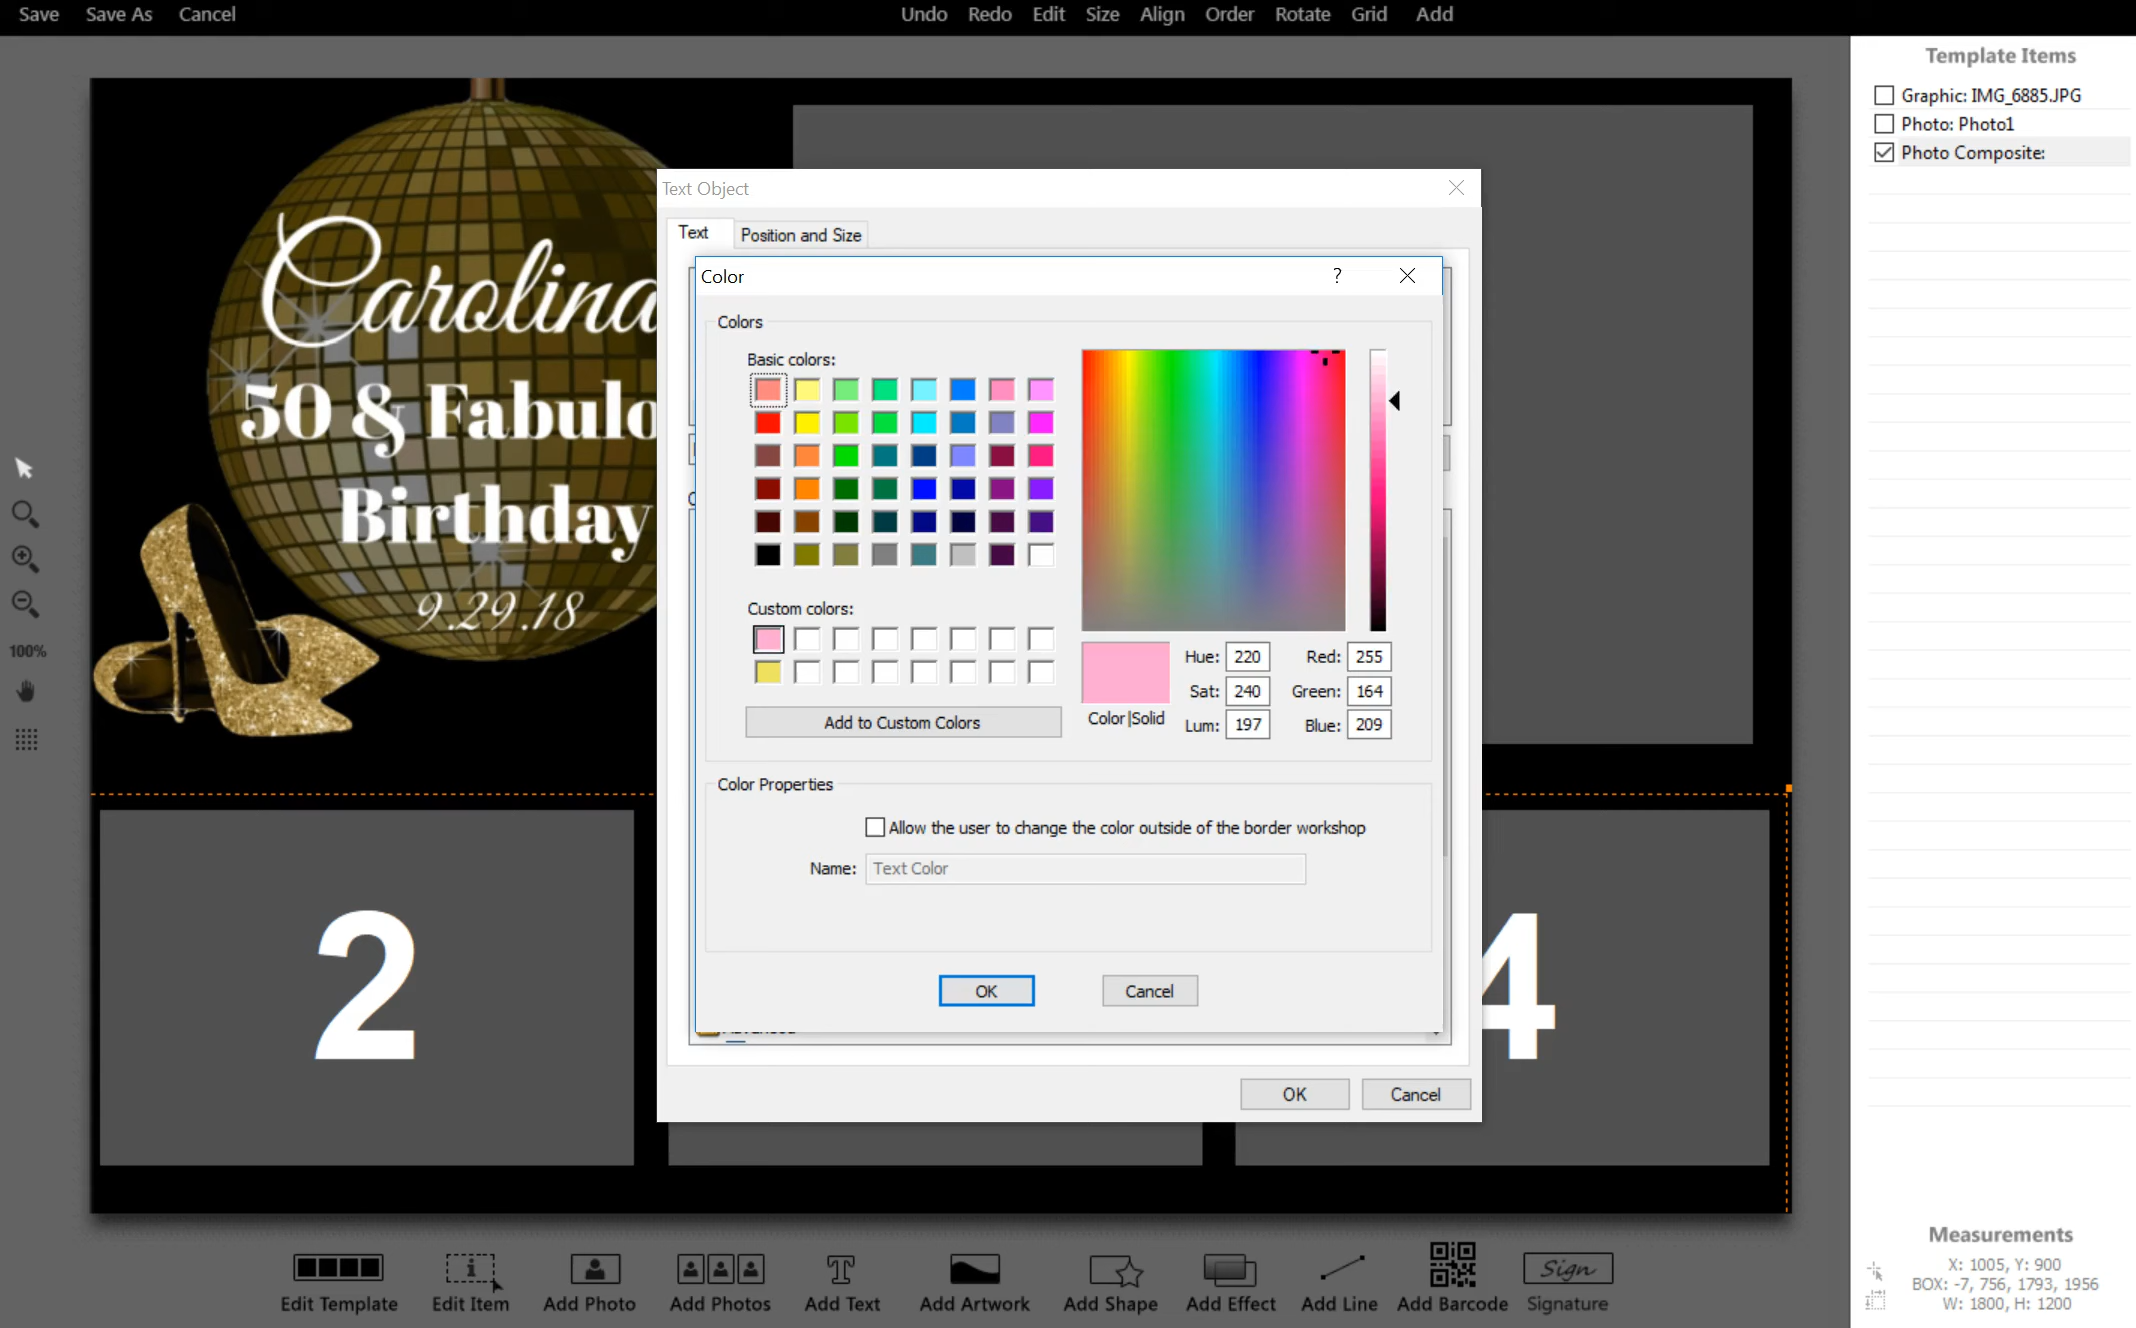 Save Save As Cancel Undo Redo Edit Size Align Order Rotate Grid Add
Template Items
Graphic: IMG_6885.JPG
Photo: Photo1
Photo Composite:
Carolina
50 & Fabulo
Birthday
9.29.18
100%
2
4
Text Object
Text Position and Size
Color ?
Colors
Basic colors:
Custom colors:
Add to Custom Colors
Color|Solid
Hue: 220 Red: 255
Sat: 240 Green: 164
Lum: 197 Blue: 209
Color Properties
Allow the user to change the color outside of the border workshop
Name: Text Color
OK Cancel
OK Cancel
Edit Template Edit Item Add Photo Add Photos Add Text Add Artwork Add Shape Add Effect Add Line Add Barcode Sign Signature
Measurements
X: 1005, Y: 900
BOX: -7, 756, 1793, 1956
W: 1800, H: 1200